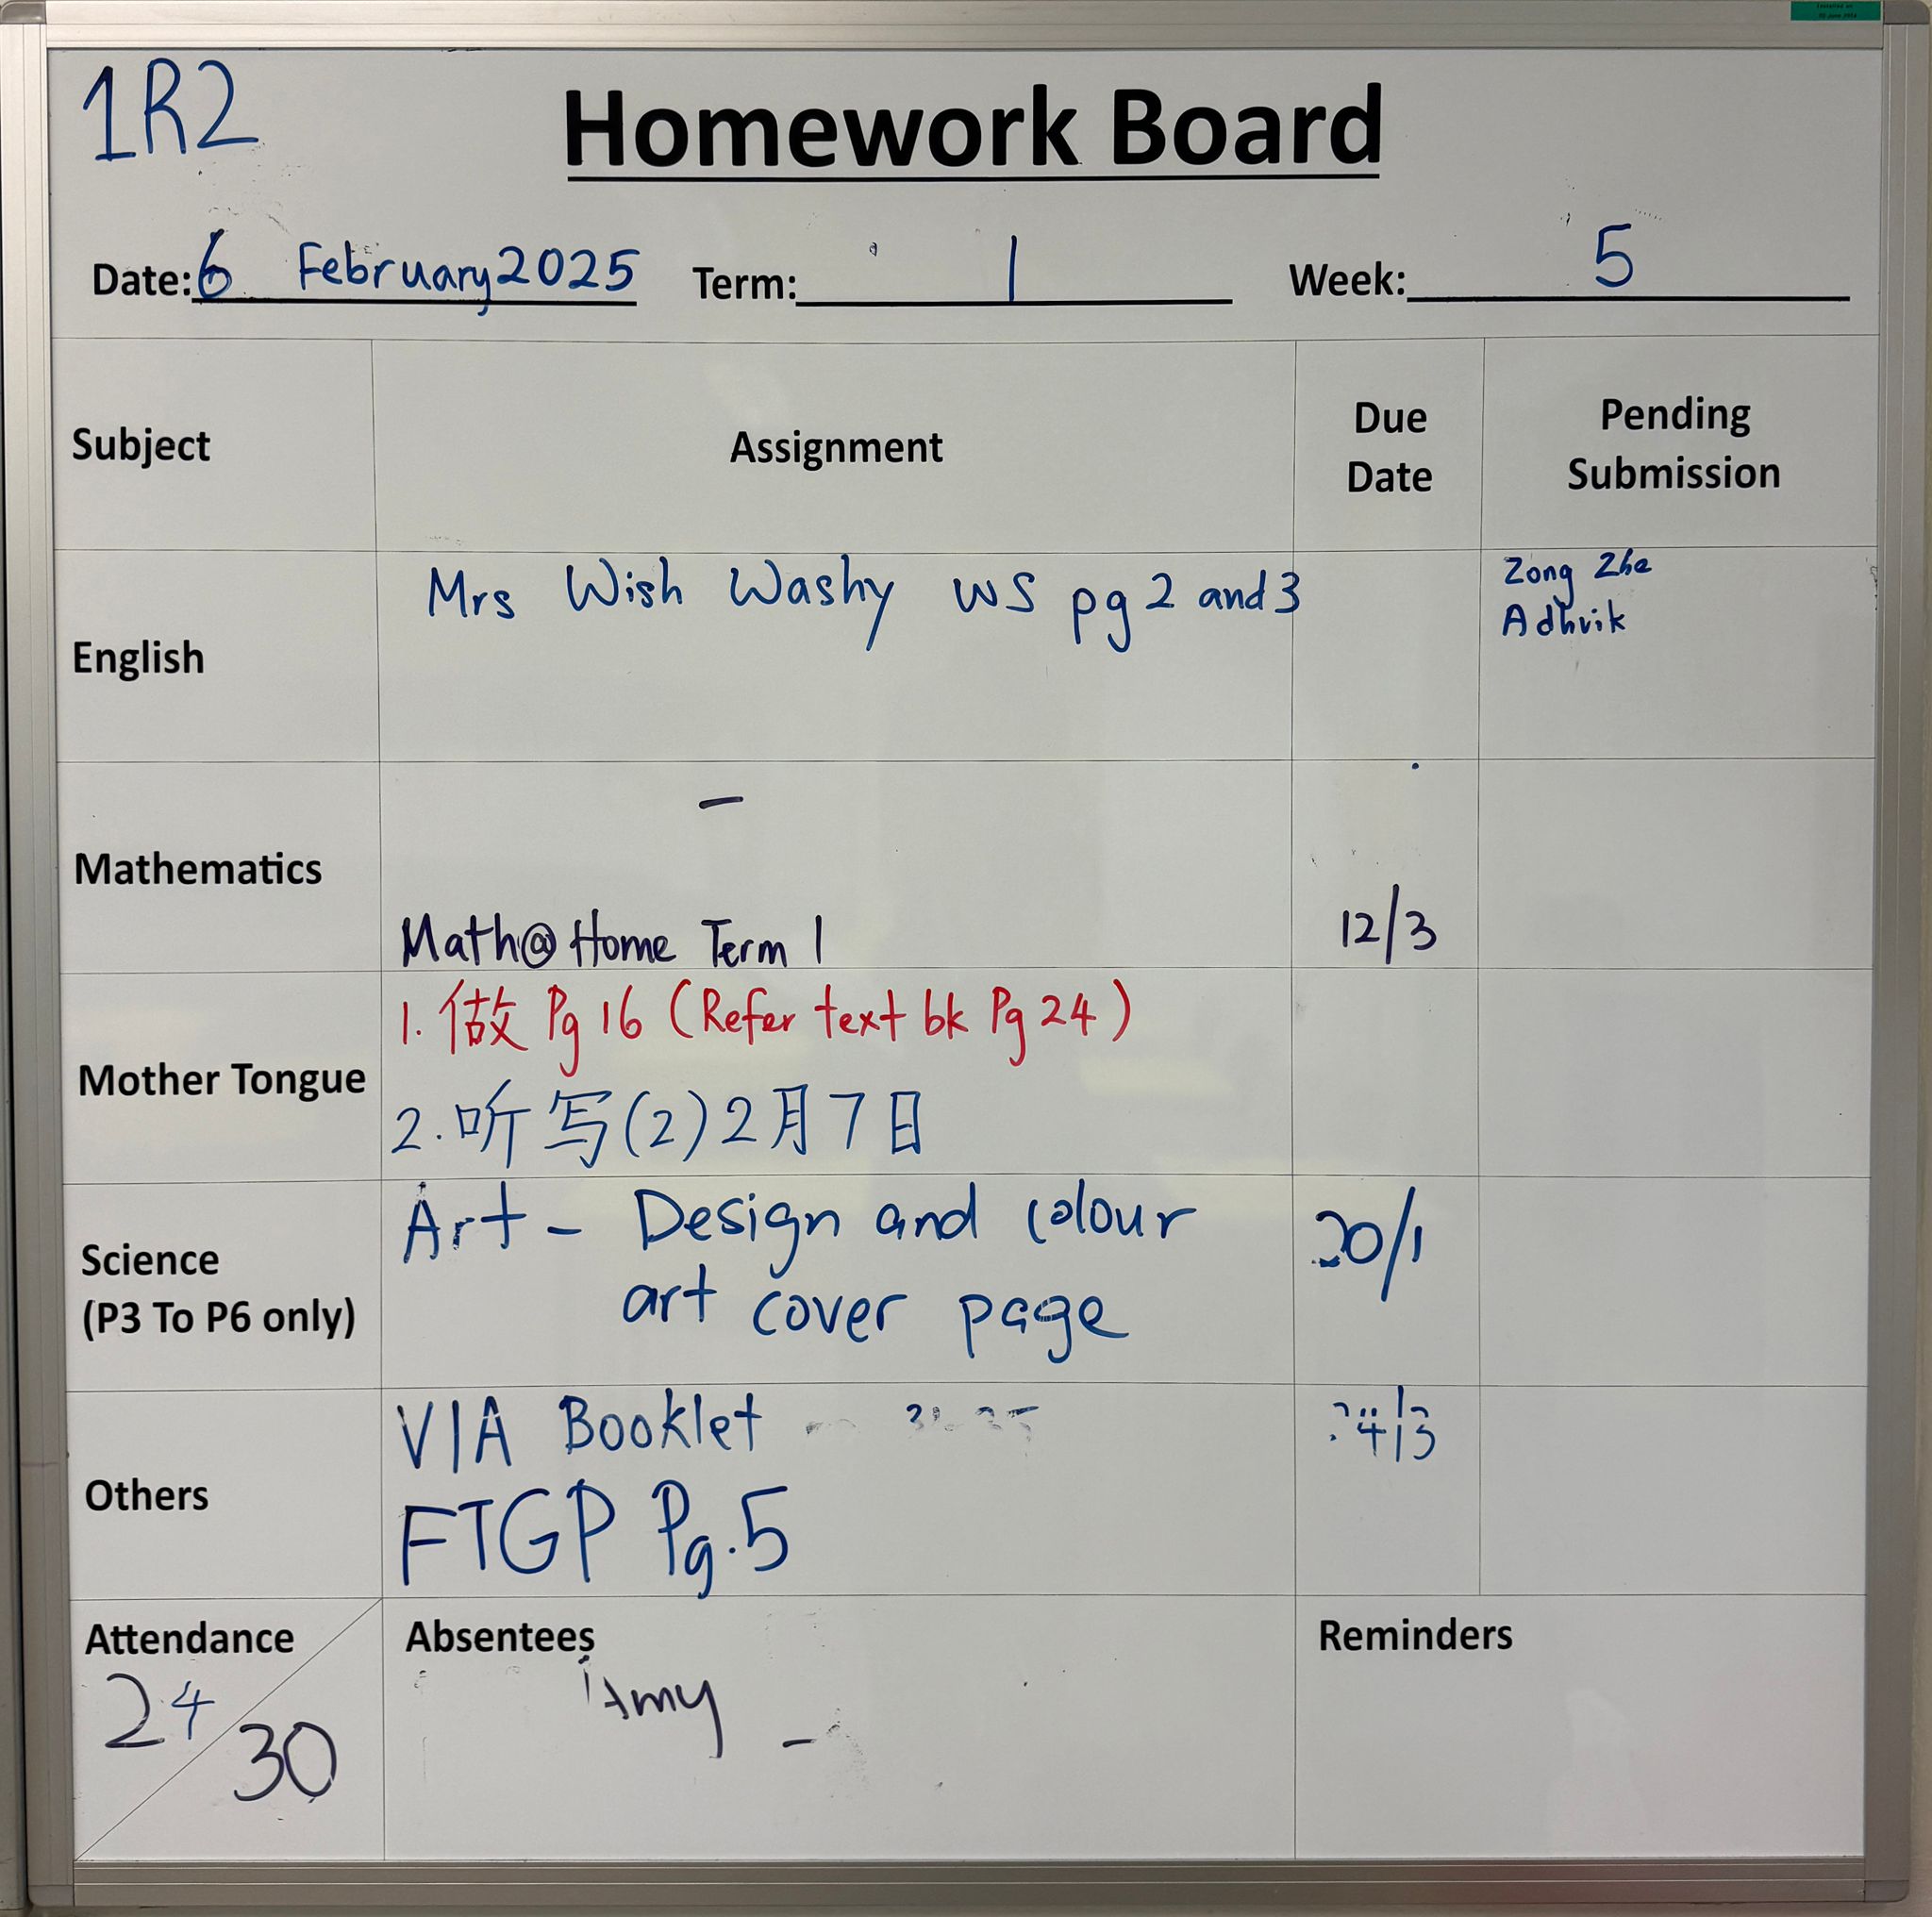 1R2
Homework Board
Date: 6 February 2025 Term: 1 Week: 5
Subject Assignment Due Date Pending Submission
English Mrs Wish Washy WS pg 2 and 3 Zong Zhe
Adhvik
Mathematics –
Math@Home Term 1 12/3
Mother Tongue 1. 做 Pg 16 (Refer text bk Pg 24)
2. 听写(2) 2月7日
Science
(P3 To P6 only)
Art - Design and colour 20/1
art cover page
Others
VIA Booklet
FTGP Pg. 5
Attendance Absentees Reminders
24/30 Amy –